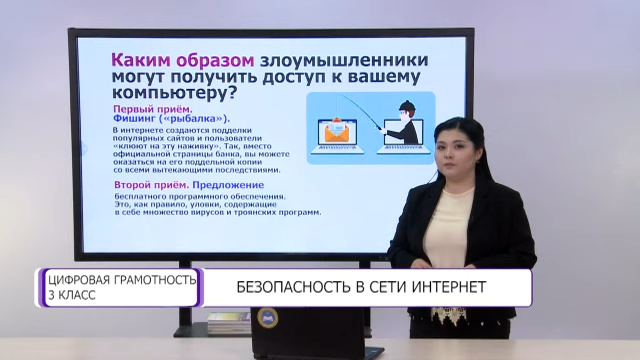 Каким образом злоумышленники
могут получить доступ к вашему
компьютеру?
Первый приём.
Фишинг («рыбалка»).
В интернете создаются подделки
популярных сайтов и пользователи
«клюют на эту наживку». Так, вместо
официальной страницы банка, вы можете
оказаться на его поддельной копии
со всеми вытекающими последствиями.
Второй приём. Предложение
бесплатного программного обеспечения.
Это, как правило, уловки, содержащие
в себе множество вирусов и троянских программ.
ЦИФРОВАЯ ГРАМОТНОСТЬ
3 КЛАСС
БЕЗОПАСНОСТЬ В СЕТИ ИНТЕРНЕТ